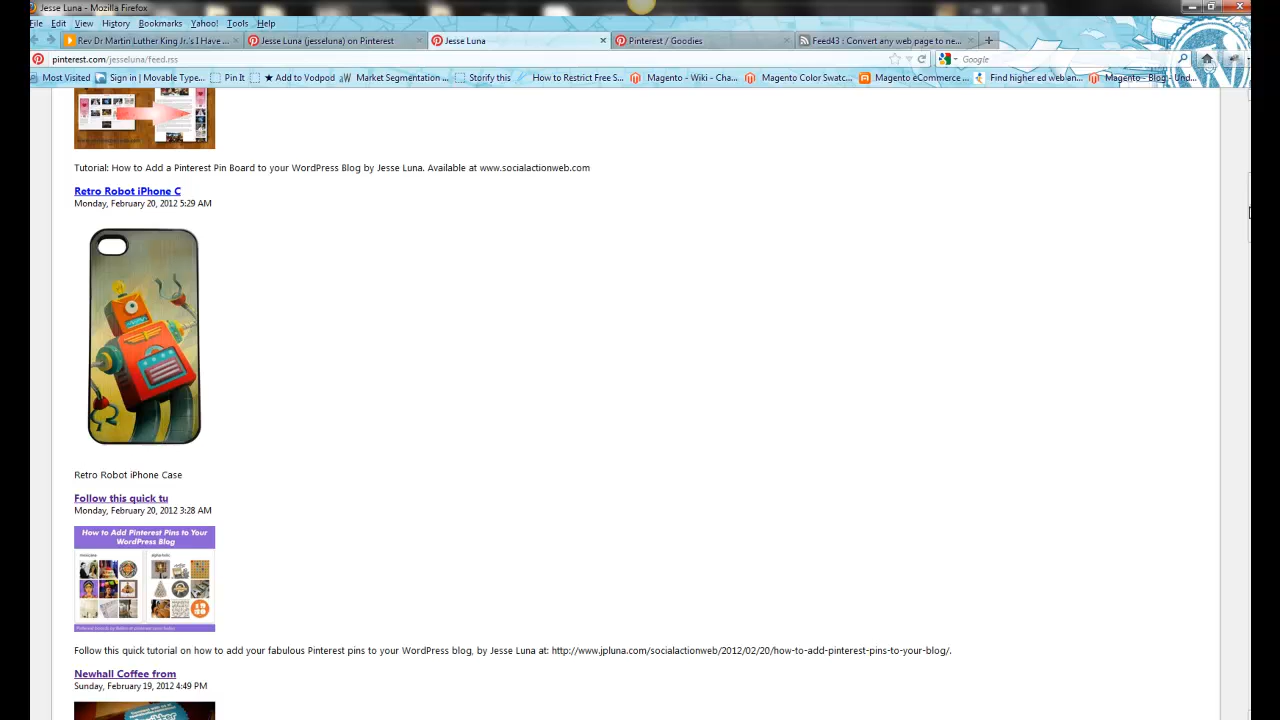 Jesse Luna - Mozilla Firefox
File Edit View History Bookmarks Yahoo! Tools Help
Rev Dr Martin Luther King Jr.'s I Have ... Jesse Luna (jesseluna) on Pinterest Jesse Luna Pinterest / Goodies Feed43 : Convert any web page to ne...
pinterest.com/jesseluna/feed.rss Google
Most Visited Sign in | Movable Type... Pin It Add to Vodpod Market Segmentation ... Storify this How to Restrict Free S... Magento - Wiki - Cha... Magento Color Swatc... Magento eCommerce ... Find higher ed web an... Magento - Blog - Und...
Tutorial: How to Add a Pinterest Pin Board to your WordPress Blog by Jesse Luna. Available at www.socialactionweb.com
Retro Robot iPhone C
Monday, February 20, 2012 5:29 AM
Retro Robot iPhone Case
Follow this quick tu
Monday, February 20, 2012 3:28 AM
How to Add Pinterest Pins to Your
WordPress Blog
Follow this quick tutorial on how to add your fabulous Pinterest pins to your WordPress blog, by Jesse Luna at: http://www.jpluna.com/socialactionweb/2012/02/20/how-to-add-pinterest-pins-to-your-blog/.
Newhall Coffee from
Sunday, February 19, 2012 4:49 PM